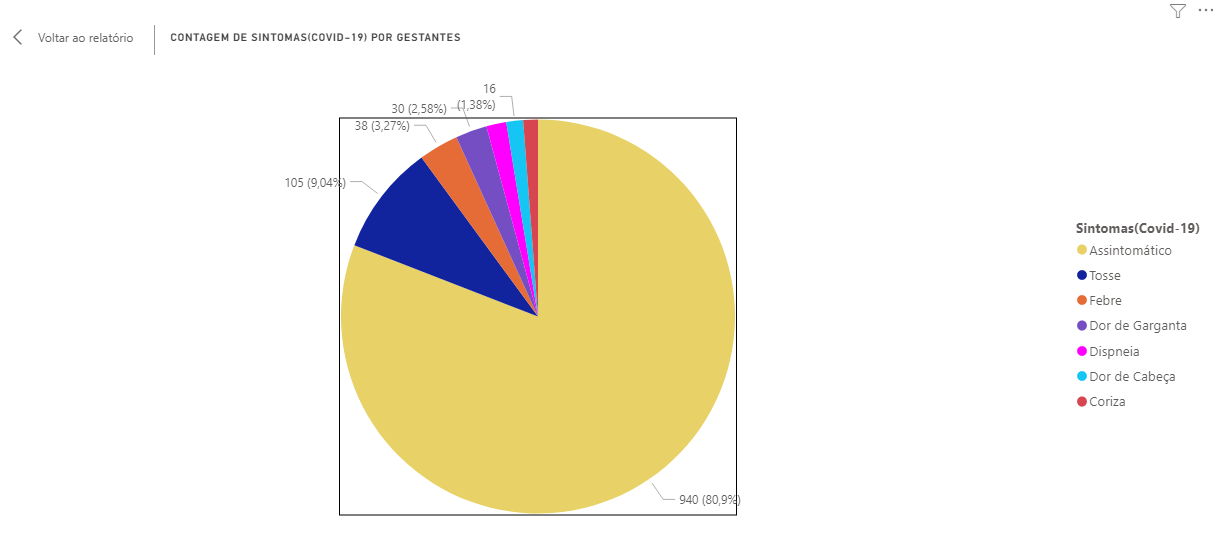 Voltar ao relatório
CONTAGEM DE SINTOMAS(COVID-19) POR GESTANTES
16
(1,38%)
30 (2,58%)
38 (3,27%)
105 (9,04%)
940 (80,9%)
Sintomas(Covid-19)
Assintomático
Tosse
Febre
Dor de Garganta
Dispneia
Dor de Cabeça
Coriza